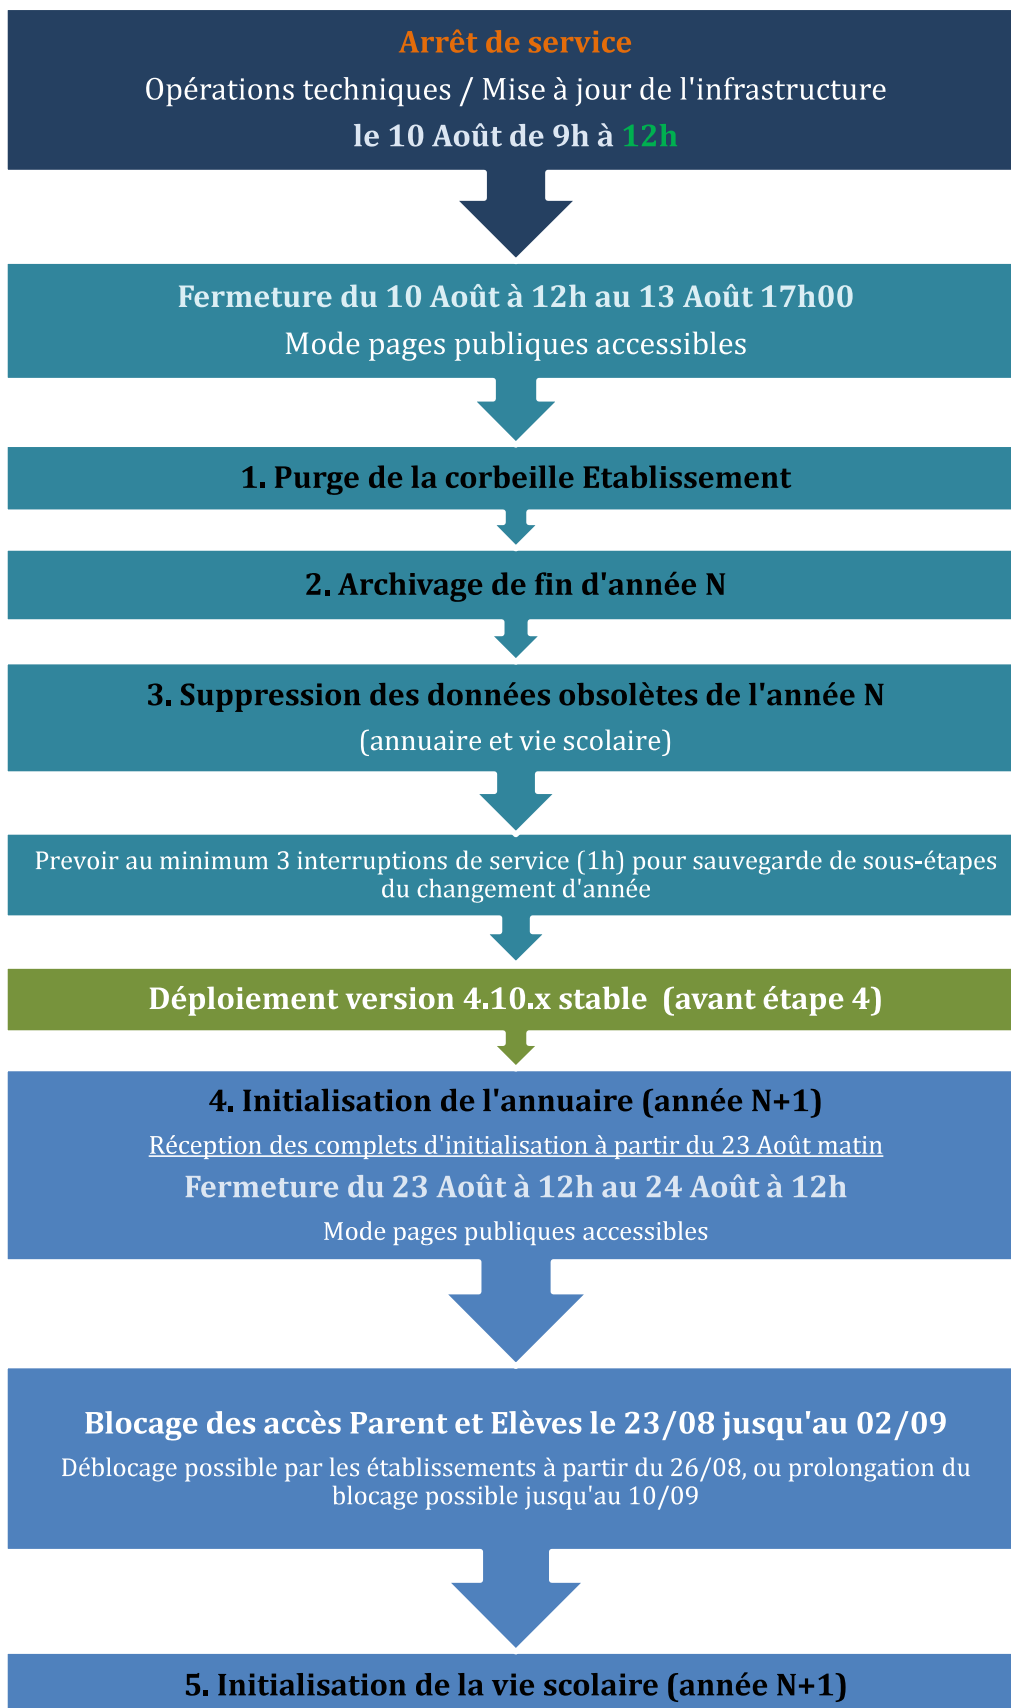 Arrêt de service
Opérations techniques / Mise à jour de l'infrastructure
le 10 Août de 9h à 12h
Fermeture du 10 Août à 12h au 13 Août 17h00
Mode pages publiques accessibles
1. Purge de la corbeille Etablissement
2. Archivage de fin d'année N
3. Suppression des données obsolètes de l'année N
(annuaire et vie scolaire)
Prevoir au minimum 3 interruptions de service (1h) pour sauvegarde de sous-étapes
du changement d'année
Déploiement version 4.10.x stable (avant étape 4)
4. Initialisation de l'annuaire (année N+1)
Réception des complets d'initialisation à partir du 23 Août matin
Fermeture du 23 Août à 12h au 24 Août à 12h
Mode pages publiques accessibles
Blocage des accès Parent et Elèves le 23/08 jusqu'au 02/09
Déblocage possible par les établissements à partir du 26/08, ou prolongation du
blocage possible jusqu'au 10/09
5. Initialisation de la vie scolaire (année N+1)